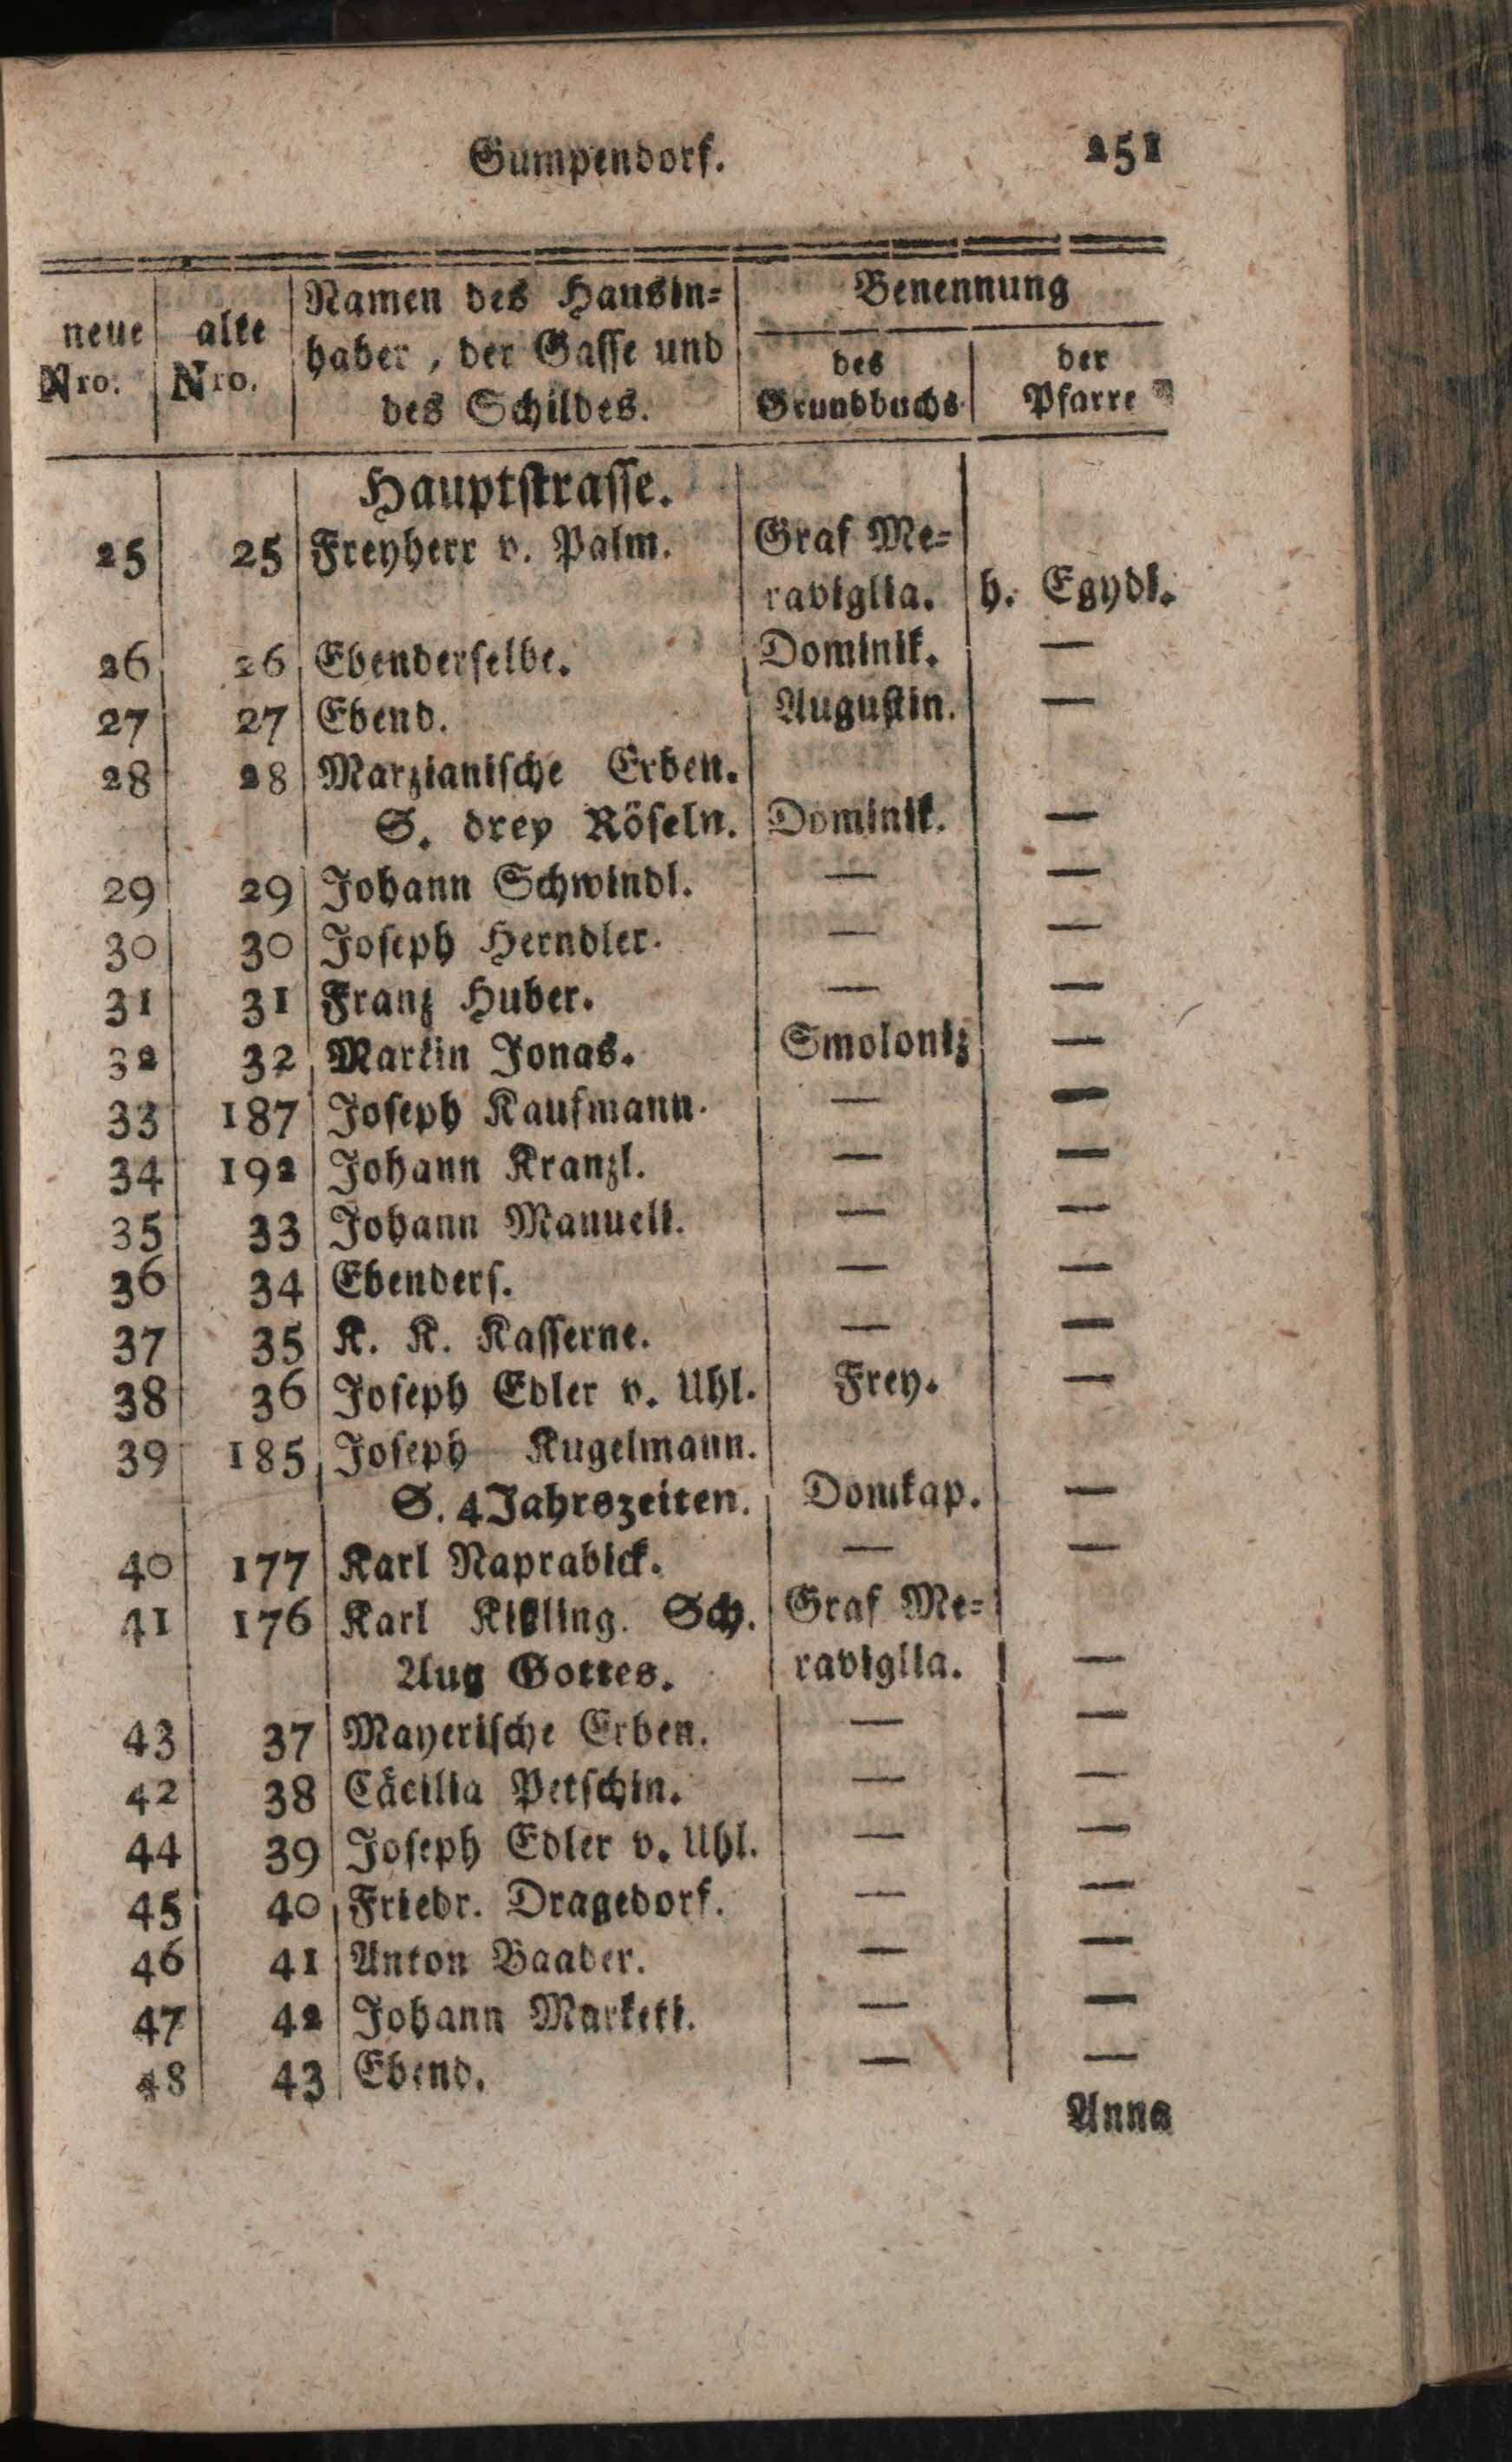 Gumpendorf. 251
neue Nro. | alte Nro. | Namen des Hausin=haber, der Gasse und des Schildes. | Benennung des Grundbuchs | der Pfarre
Hauptstrasse.
25 25 Freyherr v. Palm. Graf Me=
raviglia. h. Egydi.
26 26 Ebenderselbe. Dominik. —
27 27 Ebend. Augustin. —
28 28 Marzianische Erben.
S. drey Röseln. Dominik. —
29 29 Johann Schwindl. — —
30 30 Joseph Herndler. — —
31 31 Franz Huber. — —
32 32 Martin Jonas. Smoloniz —
33 187 Joseph Kaufmann. — —
34 192 Johann Kranzl. — —
35 33 Johann Manueli. — —
36 34 Ebenders. — —
37 35 K. K. Kasserne. — —
38 36 Joseph Edler v. Uhl. Frey. —
39 185 Joseph Kugelmann.
S. 4 Jahrszeiten. Domkap. —
40 177 Karl Naprabick. — —
41 176 Karl Kißling. Sch. Graf Me=
Aug Gottes. raviglia. —
43 37 Mayerische Erben. — —
42 38 Cäcilia Petschin. — —
44 39 Joseph Edler v. Uhl. — —
45 40 Friedr. Dragedorf. — —
46 41 Anton Baader. — —
47 42 Johann Marketi. — —
48 43 Ebend. — —
Anna